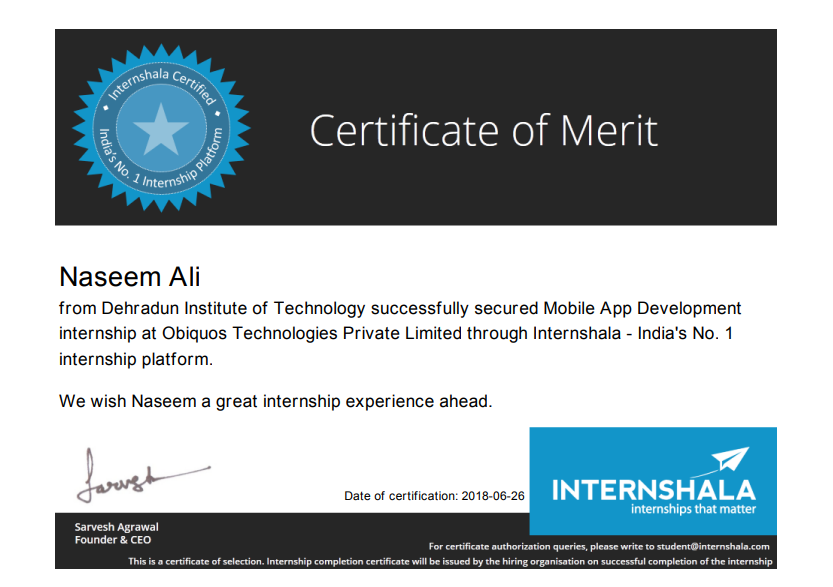 Internshala Certified
India's No. 1 Internship Platform
Certificate of Merit
Naseem Ali
from Dehradun Institute of Technology successfully secured Mobile App Development
internship at Obiquos Technologies Private Limited through Internshala - India's No. 1
internship platform.
We wish Naseem a great internship experience ahead.
Sarvesh
Date of certification: 2018-06-26
INTERNSHALA
internships that matter
Sarvesh Agrawal
Founder & CEO
For certificate authorization queries, please write to student@internshala.com
This is a certificate of selection. Internship completion certificate will be issued by the hiring organisation on successful completion of the internship